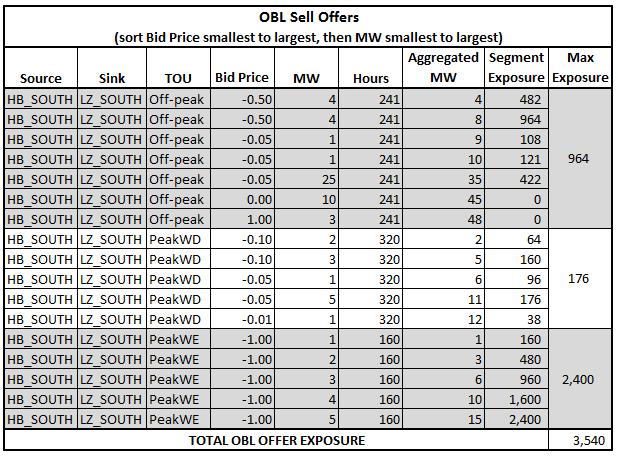 OBL Sell Offers
(sort Bid Price smallest to largest, then MW smallest to largest)
Source Sink TOU Bid Price MW Hours Aggregated MW Segment Exposure Max Exposure
HB_SOUTH LZ_SOUTH Off-peak -0.50 4 241 4 482
HB_SOUTH LZ_SOUTH Off-peak -0.50 4 241 8 964
HB_SOUTH LZ_SOUTH Off-peak -0.05 1 241 9 108
HB_SOUTH LZ_SOUTH Off-peak -0.05 1 241 10 121 964
HB_SOUTH LZ_SOUTH Off-peak -0.05 25 241 35 422
HB_SOUTH LZ_SOUTH Off-peak 0.00 10 241 45 0
HB_SOUTH LZ_SOUTH Off-peak 1.00 3 241 48 0
HB_SOUTH LZ_SOUTH PeakWD -0.10 2 320 2 64
HB_SOUTH LZ_SOUTH PeakWD -0.10 3 320 5 160
HB_SOUTH LZ_SOUTH PeakWD -0.05 1 320 6 96 176
HB_SOUTH LZ_SOUTH PeakWD -0.05 5 320 11 176
HB_SOUTH LZ_SOUTH PeakWD -0.01 1 320 12 38
HB_SOUTH LZ_SOUTH PeakWE -1.00 1 160 1 160
HB_SOUTH LZ_SOUTH PeakWE -1.00 2 160 3 480
HB_SOUTH LZ_SOUTH PeakWE -1.00 3 160 6 960 2,400
HB_SOUTH LZ_SOUTH PeakWE -1.00 4 160 10 1,600
HB_SOUTH LZ_SOUTH PeakWE -1.00 5 160 15 2,400
TOTAL OBL OFFER EXPOSURE 3,540